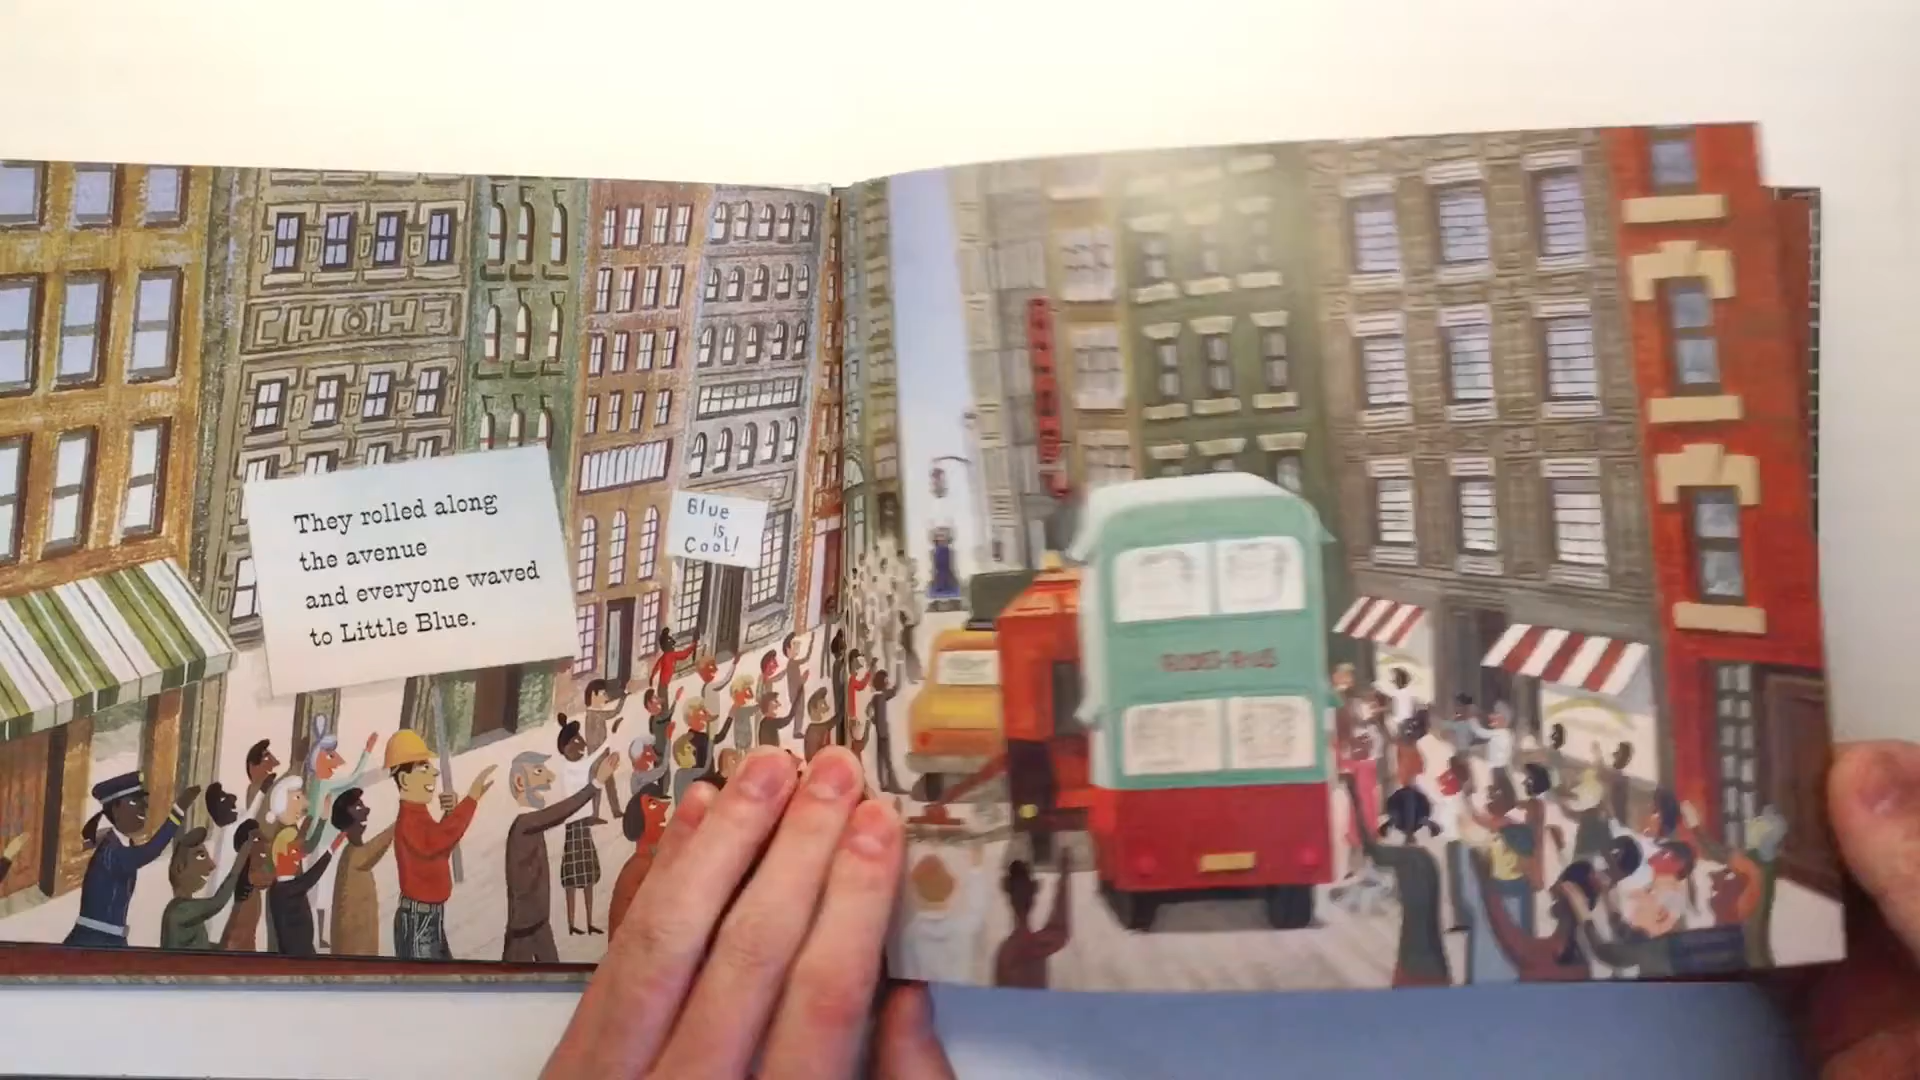 They rolled along
the avenue
and everyone waved
to Little Blue.
Blue
is
Cool!